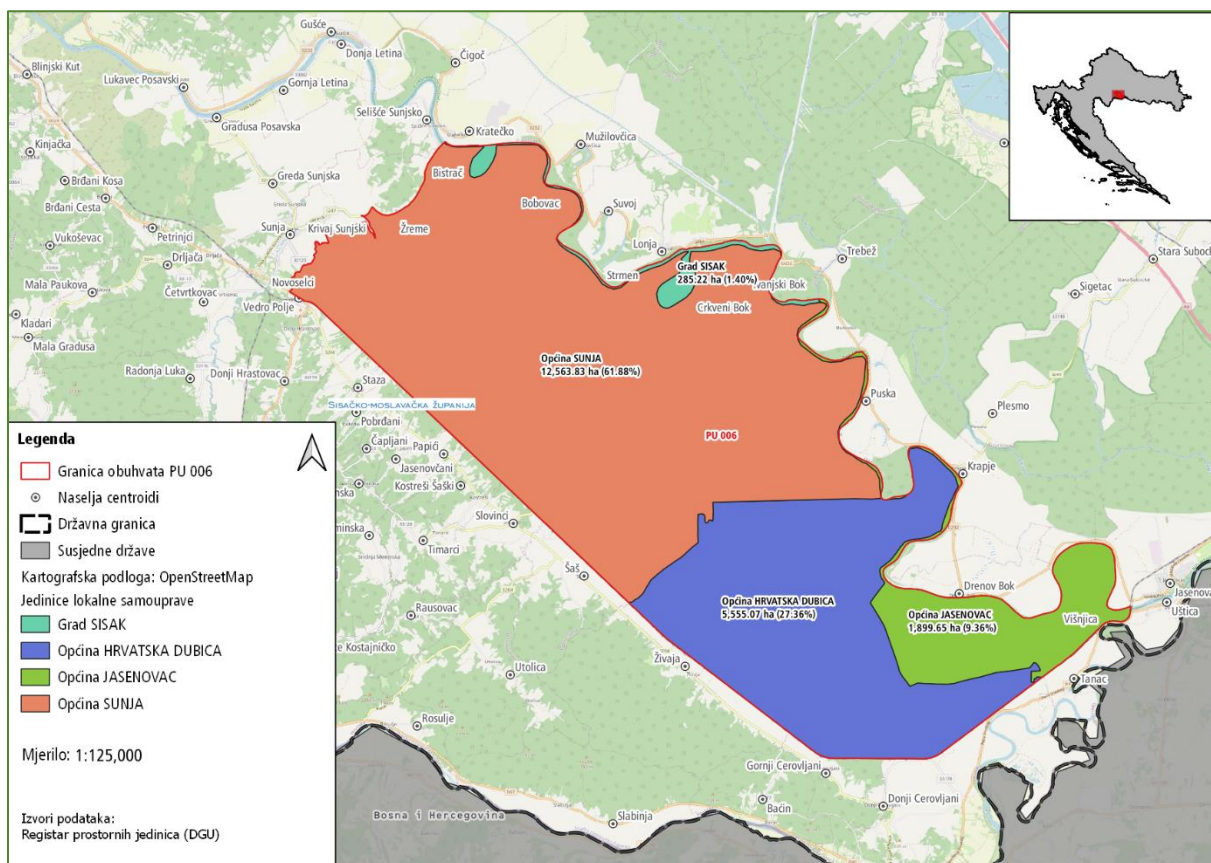 Gušće
Donja Letina
Blinjski Kut
Čigoč
Lukavec Posavski
Gornja Letina
Gradusa Posavska
Selišće Sunjsko
Kratečko
Mužilovčica
Kinjačka
Bistrač
Brđani Kosa
Greda Sunjska
Brđani Cesta
Bobovac
Suvoj
Petrinjci
Sunja
Krivaj Sunjski
Žreme
Vukoševac
Lonja
Trebež
Stara Suboc
Drljača
Strmen
Grad SISAK
285.22 ha (1.40%)
Ivanjski Bok
Novoselci
Mala Paukova
Četvrtkovac
Vedro Polje
Sigetac
Crkveni Bok
Kladari
Mala Gradusa
Općina SUNJA
12,563.83 ha (61.88%)
Radonja Luka
Donji Hrastovac
Staza
SISAČKO-MOSLAVAČKA ŽUPANIJA
Puska
Plesmo
Pobrđani
PU 006
Čapljani
Papići
Jasenovčani
Krapje
Kostreši Šaški
Slovinci
Timarci
Šaš
Drenov Bok
Jasenova
Uštica
Općina HRVATSKA DUBICA
5,555.07 ha (27.36%)
Općina JASENOVAC
1,899.65 ha (9.36%)
Višnjica
Rausovac
e Kostajničko
Utolica
Živaja
Tanac
Rosulje
Gornji Cerovljani
Baćin
Donji Cerovljani
Slabinja
Bosna i Hercegovina
Legenda
Granica obuhvata PU 006
Naselja centroidi
Državna granica
Susjedne države
Kartografska podloga: OpenStreetMap
Jedinice lokalne samouprave
Grad SISAK
Općina HRVATSKA DUBICA
Općina JASENOVAC
Općina SUNJA
Mjerilo: 1:125,000
Izvori podataka:
Registar prostornih jedinica (DGU)